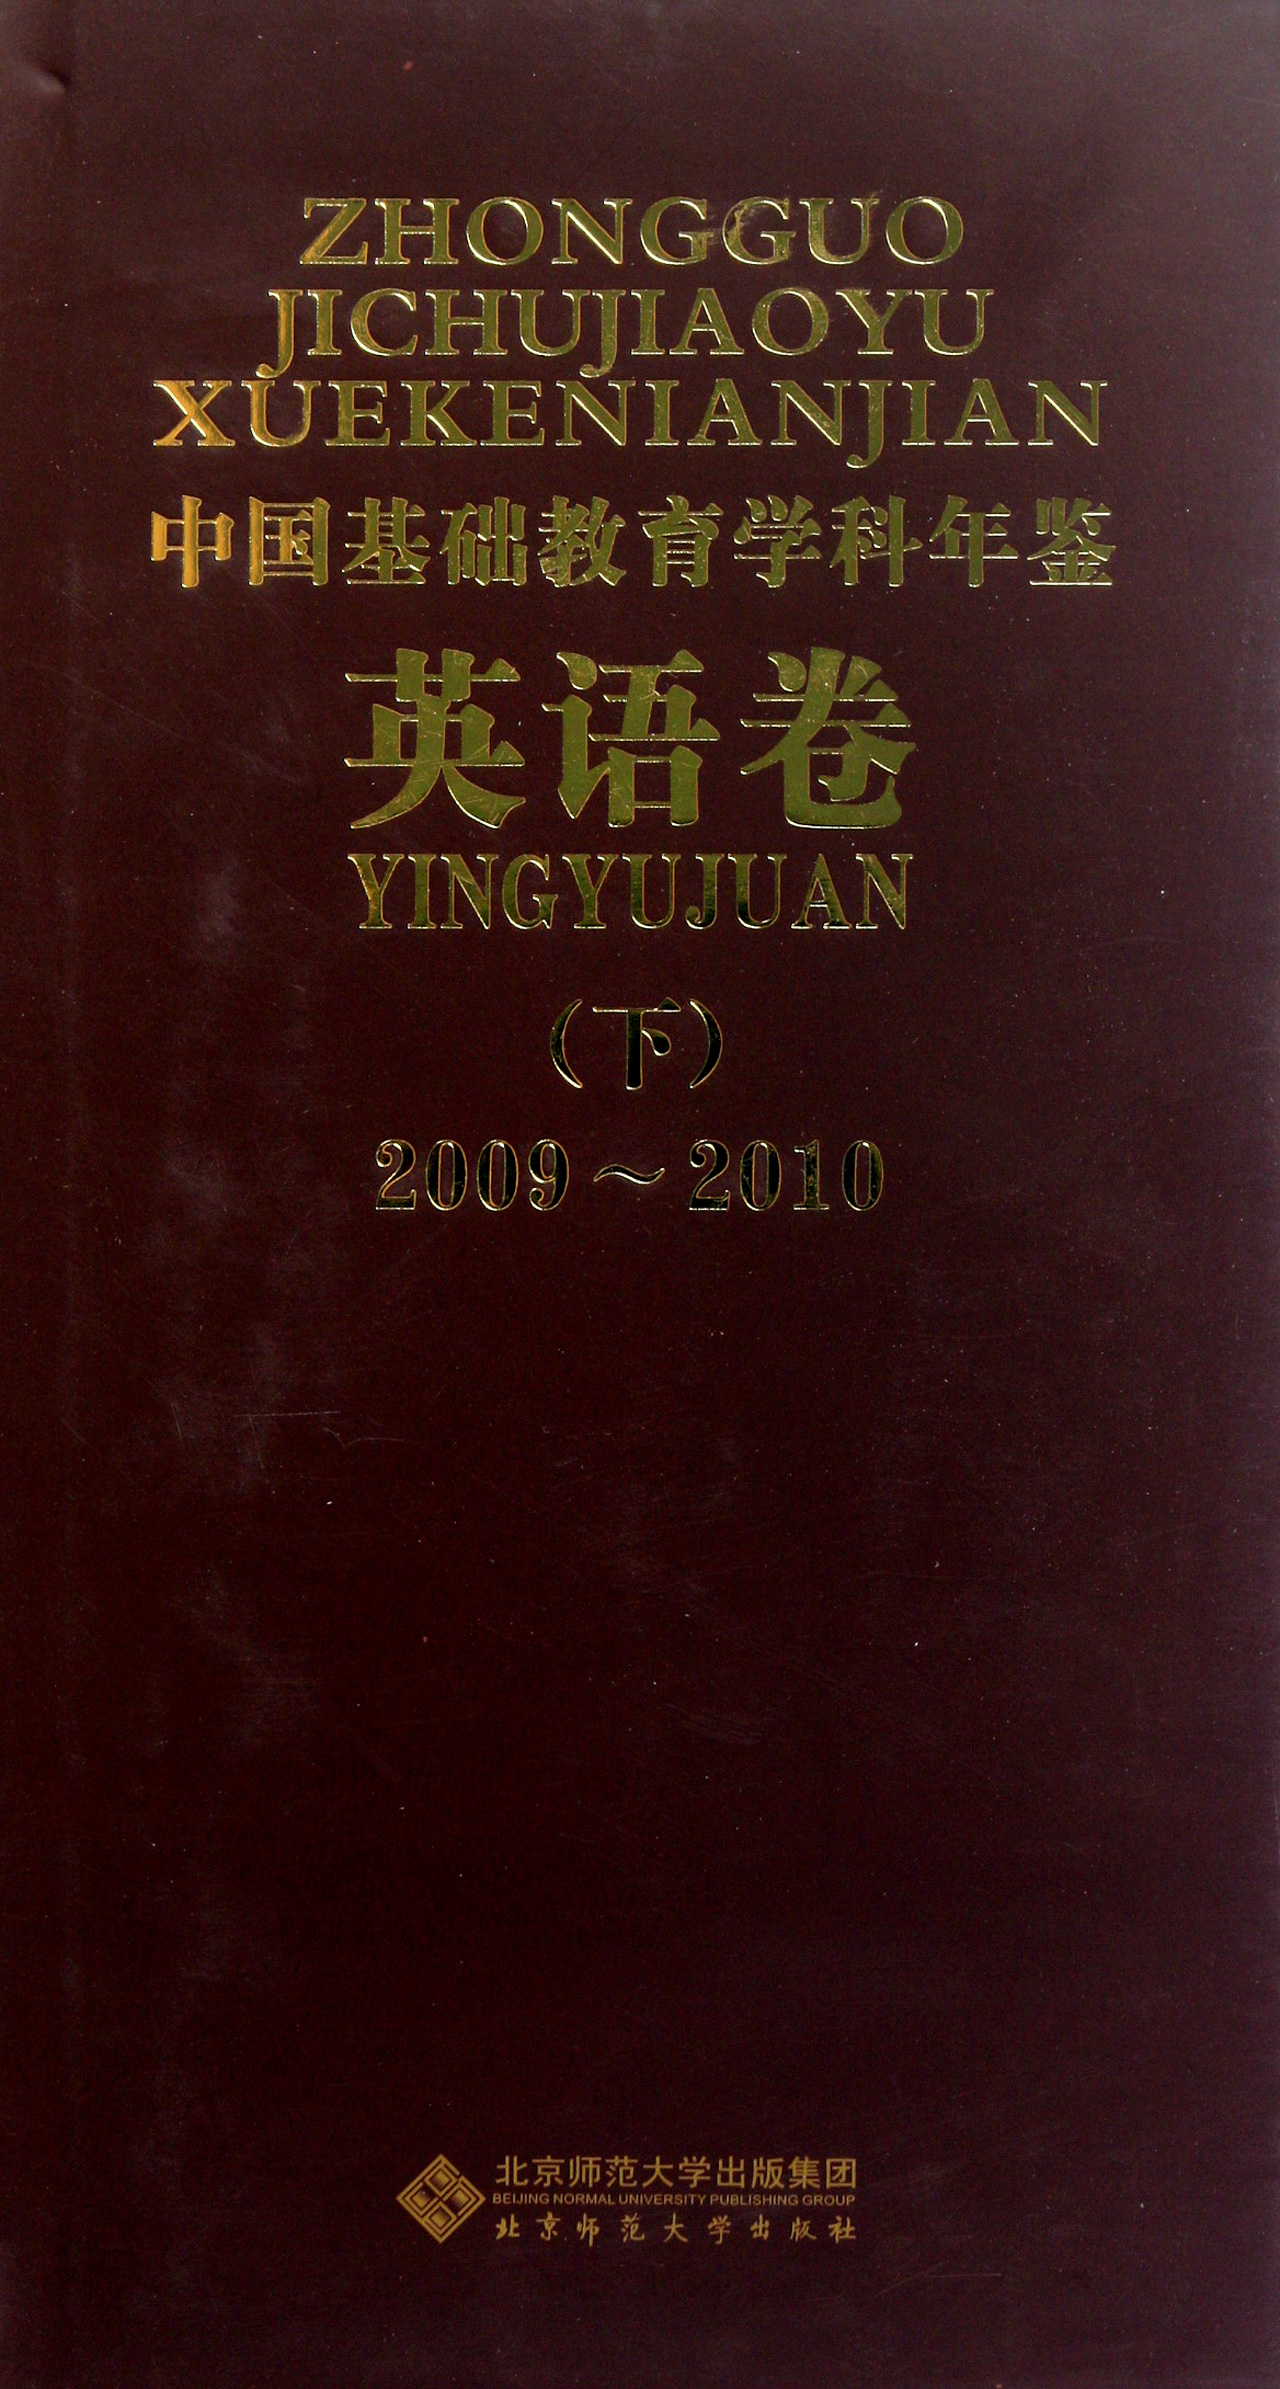 ZHONGGUO
JICHUJIAOYU
XUEKENIANJIAN
中国基础教育学科年鉴
英语卷
YINGYUJUAN
（下）
2009～2010
北京师范大学出版集团
BEIJING NORMAL UNIVERSITY PUBLISHING GROUP
北京师范大学出版社